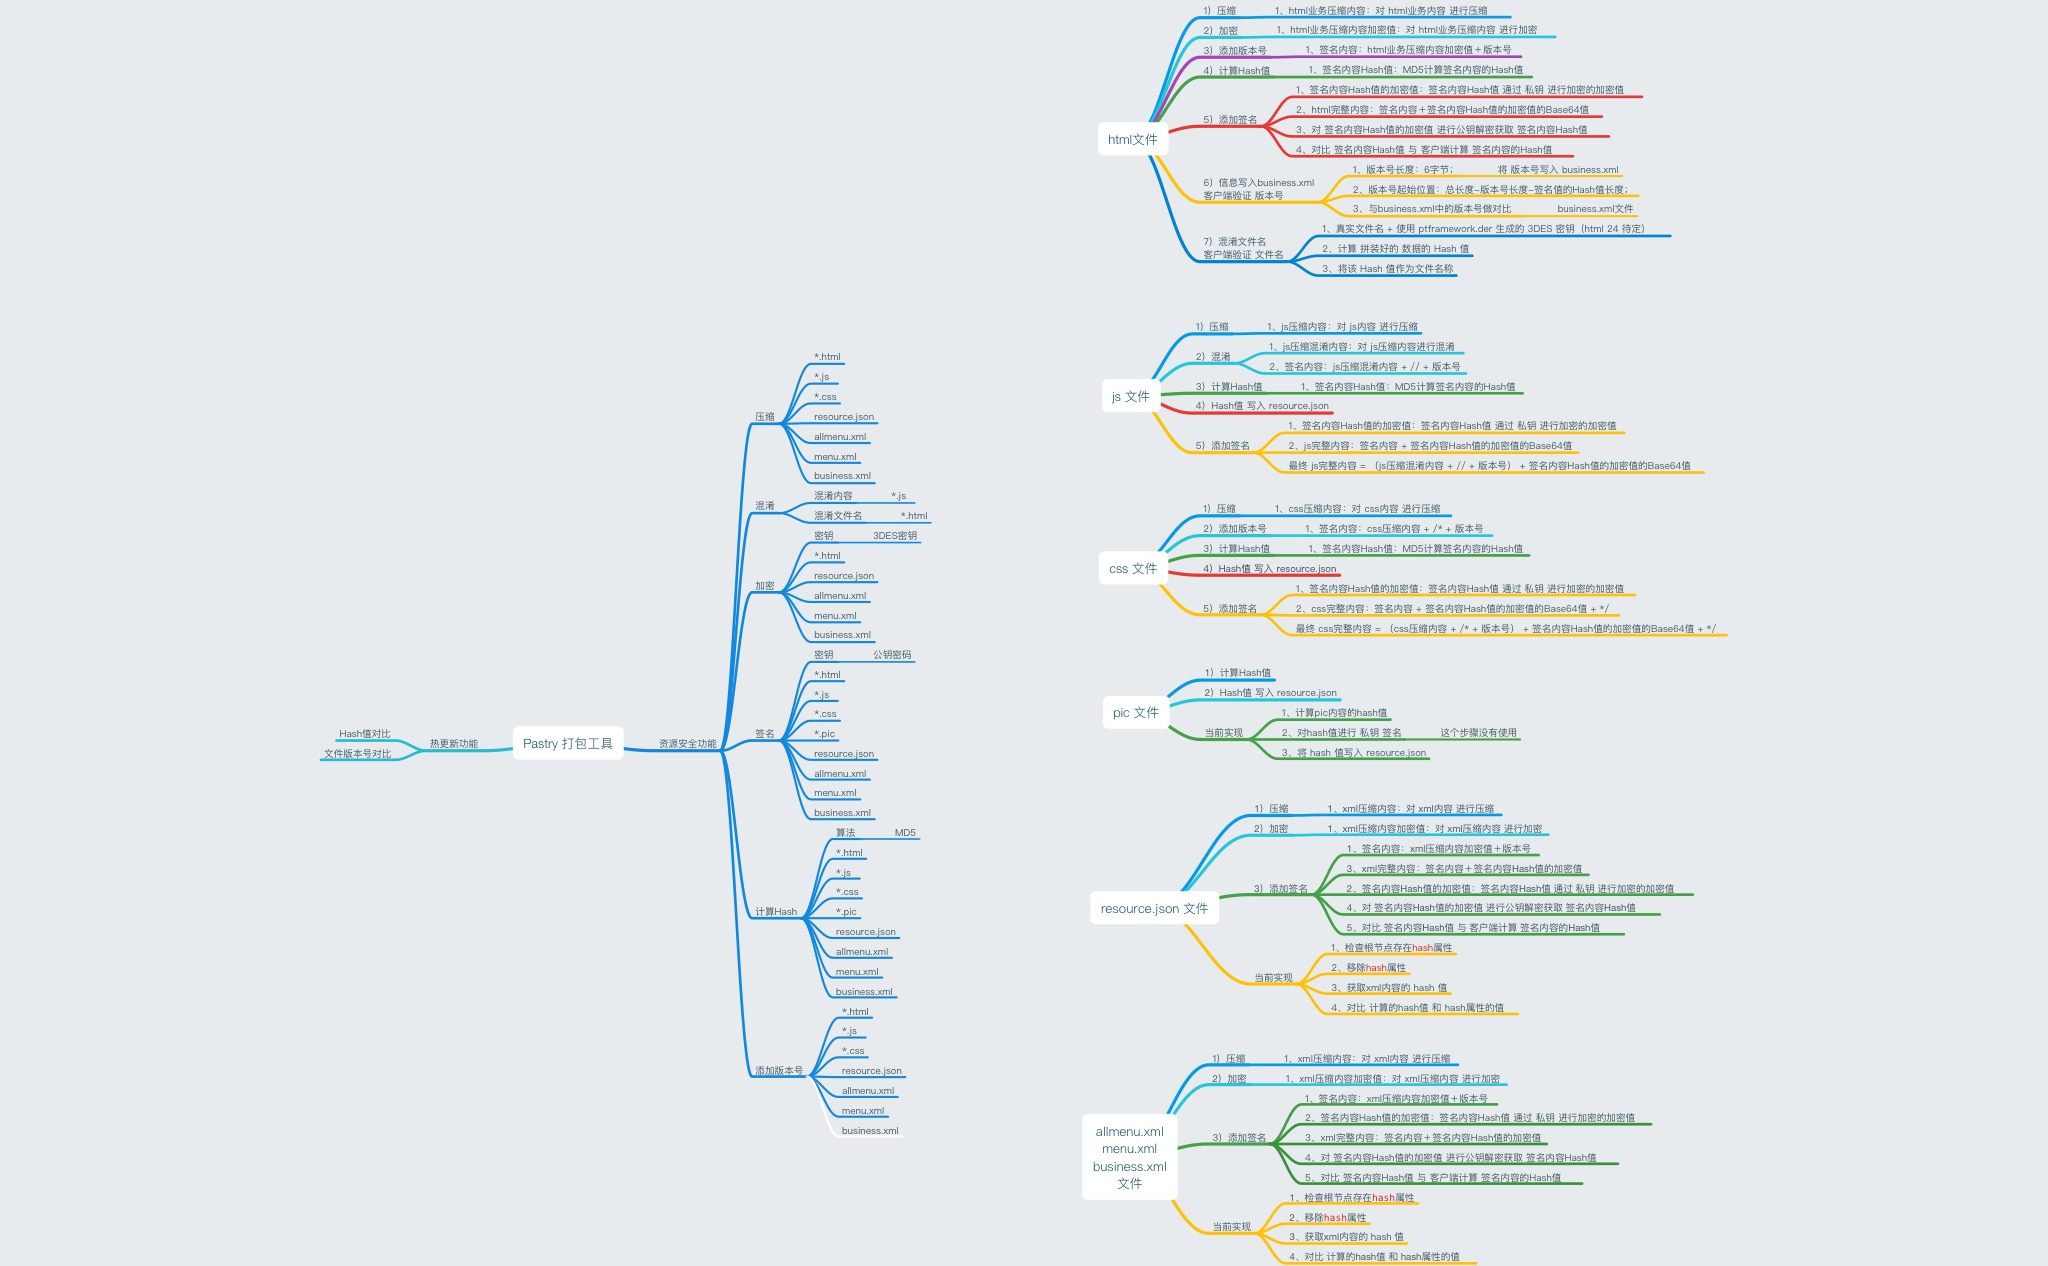 Pastry 打包工具
热更新功能
Hash值对比
文件版本号对比
资源安全功能
压缩
*.html
*.js
*.css
resource.json
allmenu.xml
menu.xml
business.xml
混淆
混淆内容
*.js
混淆文件名
*.html
加密
密钥
3DES密钥
*.html
resource.json
allmenu.xml
menu.xml
business.xml
签名
密钥
公钥密码
*.html
*.js
*.css
*.pic
resource.json
allmenu.xml
menu.xml
business.xml
计算Hash
算法
MD5
*.html
*.js
*.css
*.pic
resource.json
allmenu.xml
menu.xml
business.xml
添加版本号
*.html
*.js
*.css
resource.json
allmenu.xml
menu.xml
business.xml
html文件
1）压缩
1、html业务压缩内容：对 html业务内容 进行压缩
2）加密
1、html业务压缩内容加密值：对 html业务压缩内容 进行加密
3）添加版本号
1、签名内容：html业务压缩内容加密值＋版本号
4）计算Hash值
1、签名内容Hash值：MD5计算签名内容的Hash值
5）添加签名
1、签名内容Hash值的加密值：签名内容Hash值 通过 私钥 进行加密的加密值
2、html完整内容：签名内容＋签名内容Hash值的加密值的Base64值
3、对 签名内容Hash值的加密值 进行公钥解密获取 签名内容Hash值
4、对比 签名内容Hash值 与 客户端计算 签名内容的Hash值
6）信息写入business.xml
客户端验证 版本号
1、版本号长度：6字节；
将 版本号写入 business.xml
2、版本号起始位置：总长度-版本号长度-签名值的Hash值长度；
3、与business.xml中的版本号做对比
business.xml文件
7）混淆文件名
客户端验证 文件名
1、真实文件名 + 使用 ptframework.der 生成的 3DES 密钥（html 24 待定）
2、计算 拼装好的 数据的 Hash 值
3、将该 Hash 值作为文件名称
js 文件
1）压缩
1、js压缩内容：对 js内容 进行压缩
2）混淆
1、js压缩混淆内容：对 js压缩内容进行混淆
2、签名内容：js压缩混淆内容 + // + 版本号
3）计算Hash值
1、签名内容Hash值：MD5计算签名内容的Hash值
4）Hash值 写入 resource.json
5）添加签名
1、签名内容Hash值的加密值：签名内容Hash值 通过 私钥 进行加密的加密值
2、js完整内容：签名内容 + 签名内容Hash值的加密值的Base64值
最终 js完整内容 = （js压缩混淆内容 + // + 版本号） + 签名内容Hash值的加密值的Base64值
css 文件
1）压缩
1、css压缩内容：对 css内容 进行压缩
2）添加版本号
1、签名内容：css压缩内容 + /* + 版本号
3）计算Hash值
1、签名内容Hash值：MD5计算签名内容的Hash值
4）Hash值 写入 resource.json
5）添加签名
1、签名内容Hash值的加密值：签名内容Hash值 通过 私钥 进行加密的加密值
2、css完整内容：签名内容 + 签名内容Hash值的加密值的Base64值 + */
最终 css完整内容 = （css压缩内容 + /* + 版本号） + 签名内容Hash值的加密值的Base64值 + */
pic 文件
1）计算Hash值
2）Hash值 写入 resource.json
当前实现
1、计算pic内容的hash值
2、对hash值进行 私钥 签名
这个步骤没有使用
3、将 hash 值写入 resource.json
resource.json 文件
1）压缩
1、xml压缩内容：对 xml内容 进行压缩
2）加密
1、xml压缩内容加密值：对 xml压缩内容 进行加密
3）添加签名
1、签名内容：xml压缩内容加密值＋版本号
3、xml完整内容：签名内容＋签名内容Hash值的加密值
2、签名内容Hash值的加密值：签名内容Hash值 通过 私钥 进行加密的加密值
4、对 签名内容Hash值的加密值 进行公钥解密获取 签名内容Hash值
5、对比 签名内容Hash值 与 客户端计算 签名内容的Hash值
当前实现
1、检查根节点存在hash属性
2、移除hash属性
3、获取xml内容的 hash 值
4、对比 计算的hash值 和 hash属性的值
allmenu.xml
menu.xml
business.xml
文件
1）压缩
1、xml压缩内容：对 xml内容 进行压缩
2）加密
1、xml压缩内容加密值：对 xml压缩内容 进行加密
3）添加签名
1、签名内容：xml压缩内容加密值＋版本号
2、签名内容Hash值的加密值：签名内容Hash值 通过 私钥 进行加密的加密值
3、xml完整内容：签名内容＋签名内容Hash值的加密值
4、对 签名内容Hash值的加密值 进行公钥解密获取 签名内容Hash值
5、对比 签名内容Hash值 与 客户端计算 签名内容的Hash值
当前实现
1、检查根节点存在hash属性
2、移除hash属性
3、获取xml内容的 hash 值
4、对比 计算的hash值 和 hash属性的值